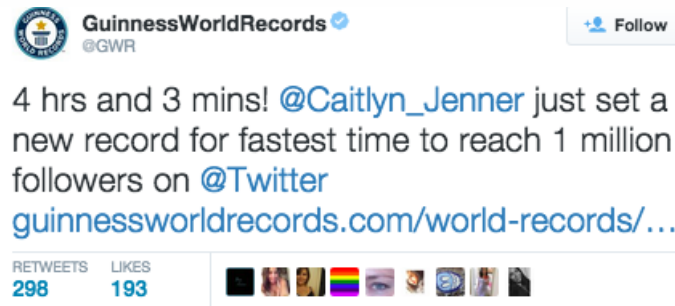 GuinnessWorldRecords
@GWR
Follow
4 hrs and 3 mins! @Caitlyn_Jenner just set a
new record for fastest time to reach 1 million
followers on @Twitter
guinnessworldrecords.com/world-records/...
RETWEETS LIKES
298 193